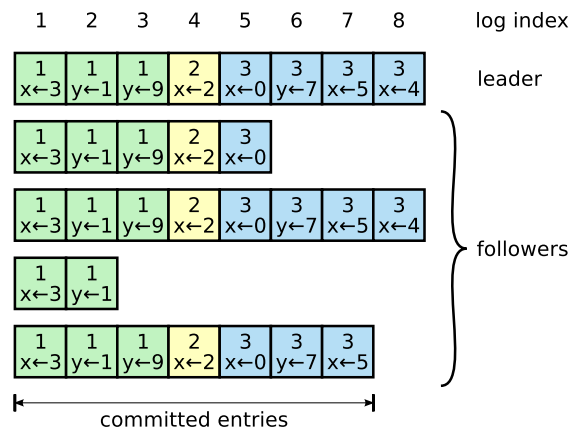 1 2 3 4 5 6 7 8 log index
1 1 1 2 3 3 3 3
x←3 y←1 y←9 x←2 x←0 y←7 x←5 x←4
leader
1 1 1 2 3
x←3 y←1 y←9 x←2 x←0
1 1 1 2 3 3 3 3
x←3 y←1 y←9 x←2 x←0 y←7 x←5 x←4
followers
1 1
x←3 y←1
1 1 1 2 3 3 3
x←3 y←1 y←9 x←2 x←0 y←7 x←5
committed entries